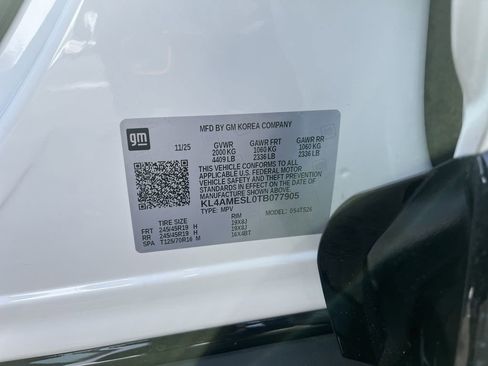 MFD BY GM KOREA COMPANY
gm
11/25 GVWR GAWR FRT GAWR RR
2000 KG 1060 KG 1060 KG
4409 LB 2336 LB 2336 LB
THIS VEHICLE CONFORMS TO ALL
APPLICABLE U.S. FEDERAL MOTOR
VEHICLE SAFETY AND THEFT PREVENTION
STANDARDS IN EFFECT ON THE DATE OF
MANUFACTURE SHOWN ABOVE.
KL4AMESL0TB077905
TYPE: MPV MODEL:
TIRE SIZE RIM
FRT 245/45R19 H 19X8J
RR 245/45R19 H 19X8J
SPA T125/70R16 M 16X4BT